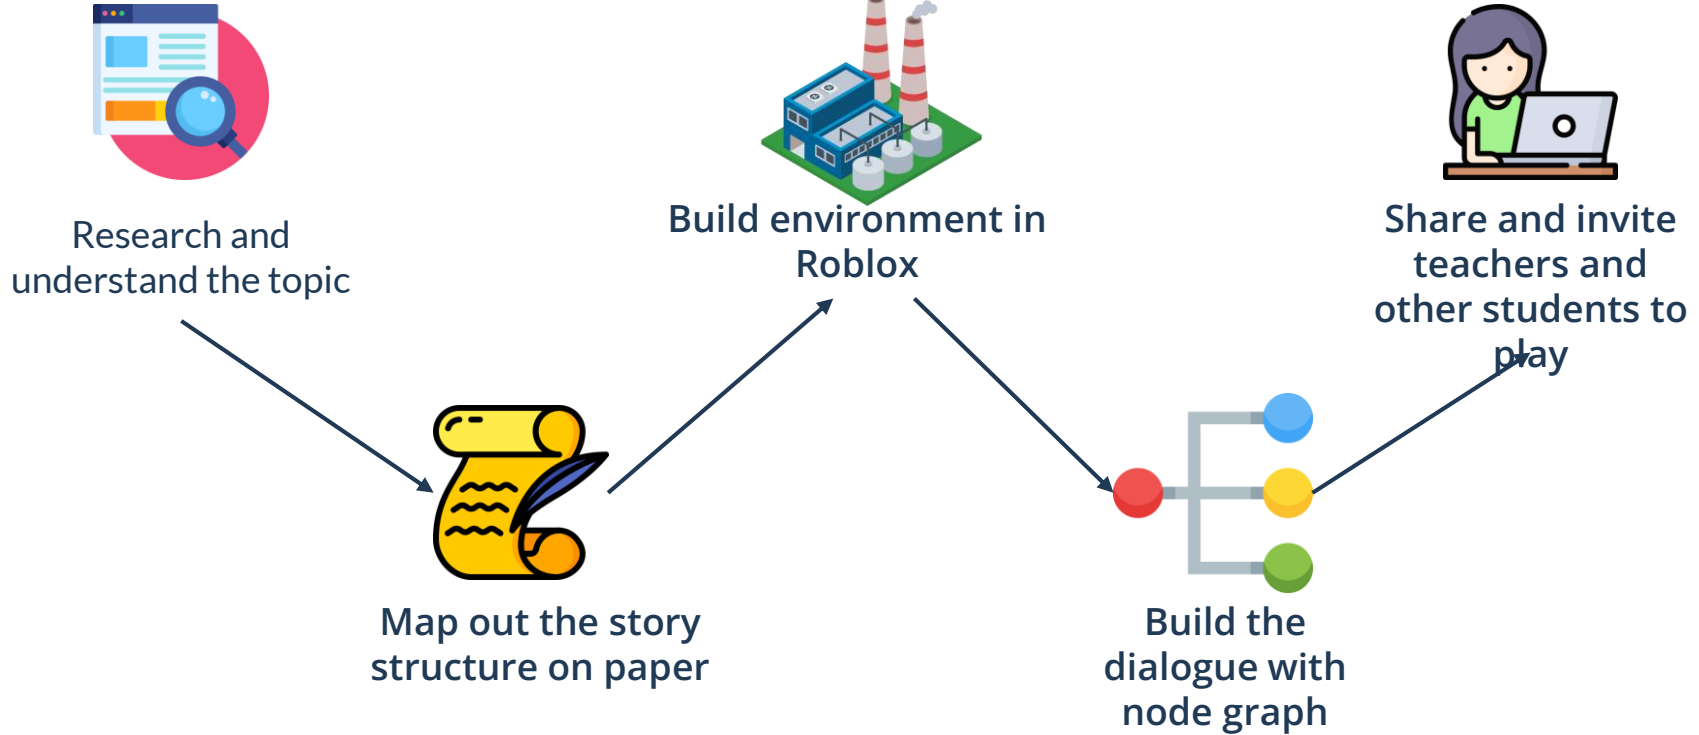 Research and
understand the topic
Map out the story
structure on paper
Build environment in
Roblox
Build the
dialogue with
node graph
Share and invite
teachers and
other students to
play